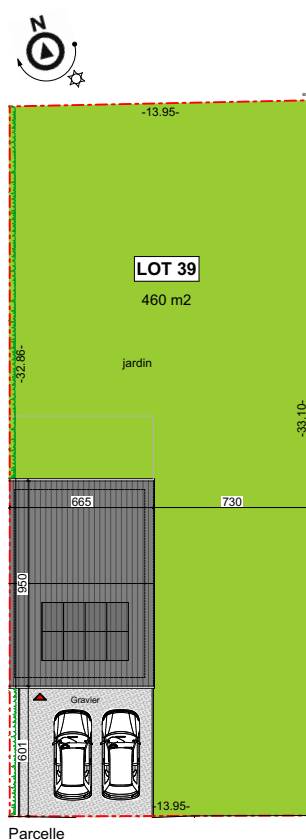 N
-13.95-
LOT 39
460 m2
-32.86-
jardin
-33.10-
665
730
950
Gravier
601
-13.95-
Parcelle